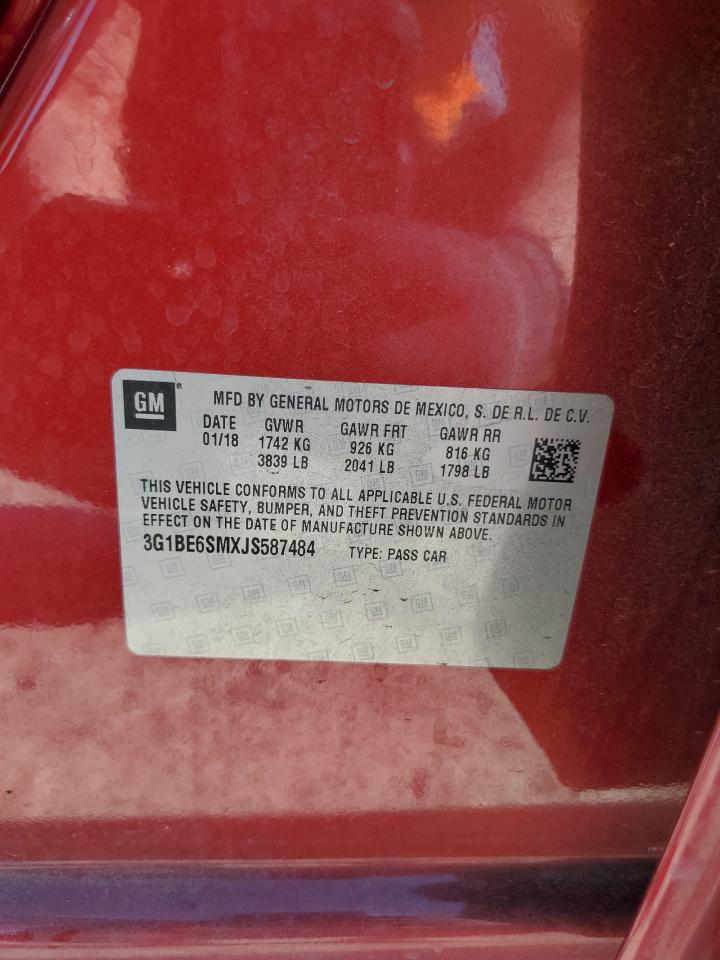 GM®
MFD BY GENERAL MOTORS DE MEXICO, S. DE R.L. DE C.V.
DATE GVWR GAWR FRT GAWR RR
01/18 1742 KG 926 KG 816 KG
3839 LB 2041 LB 1798 LB
THIS VEHICLE CONFORMS TO ALL APPLICABLE U.S. FEDERAL MOTOR
VEHICLE SAFETY, BUMPER, AND THEFT PREVENTION STANDARDS IN
EFFECT ON THE DATE OF MANUFACTURE SHOWN ABOVE.
3G1BE6SMXJS587484 TYPE: PASS CAR